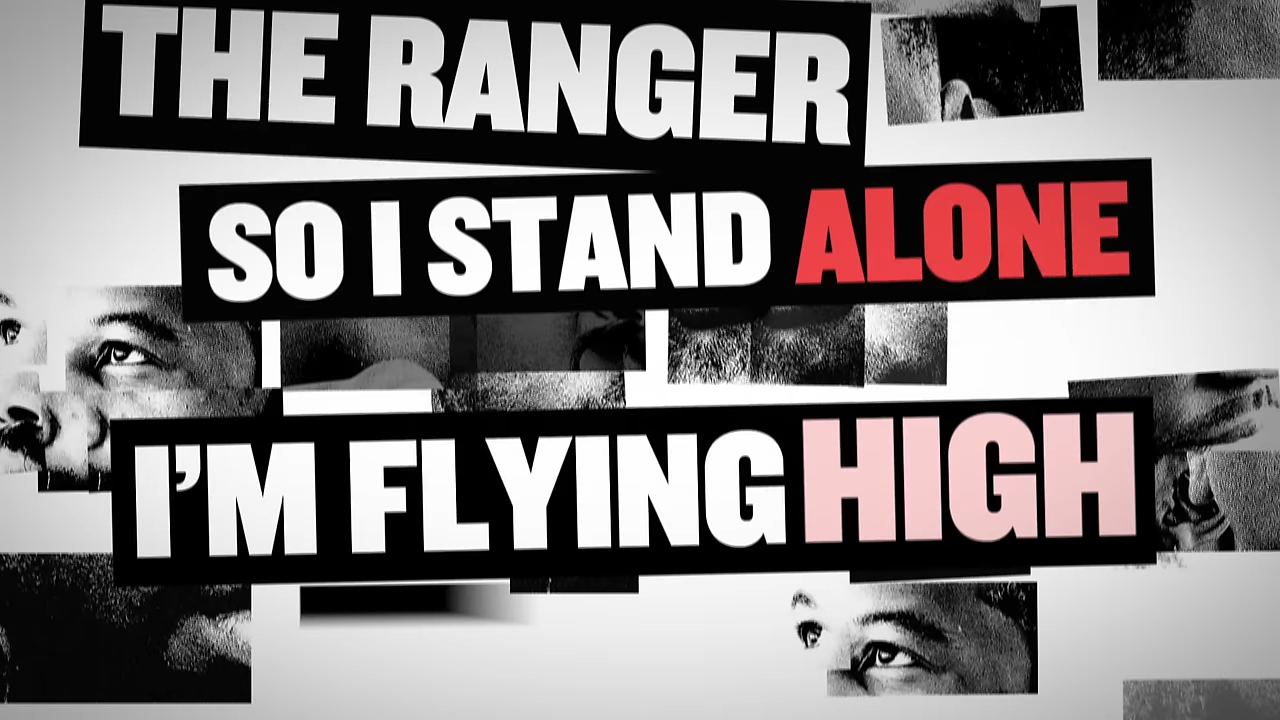 THE RANGER
SO I STAND ALONE
I'M FLYING HIGH